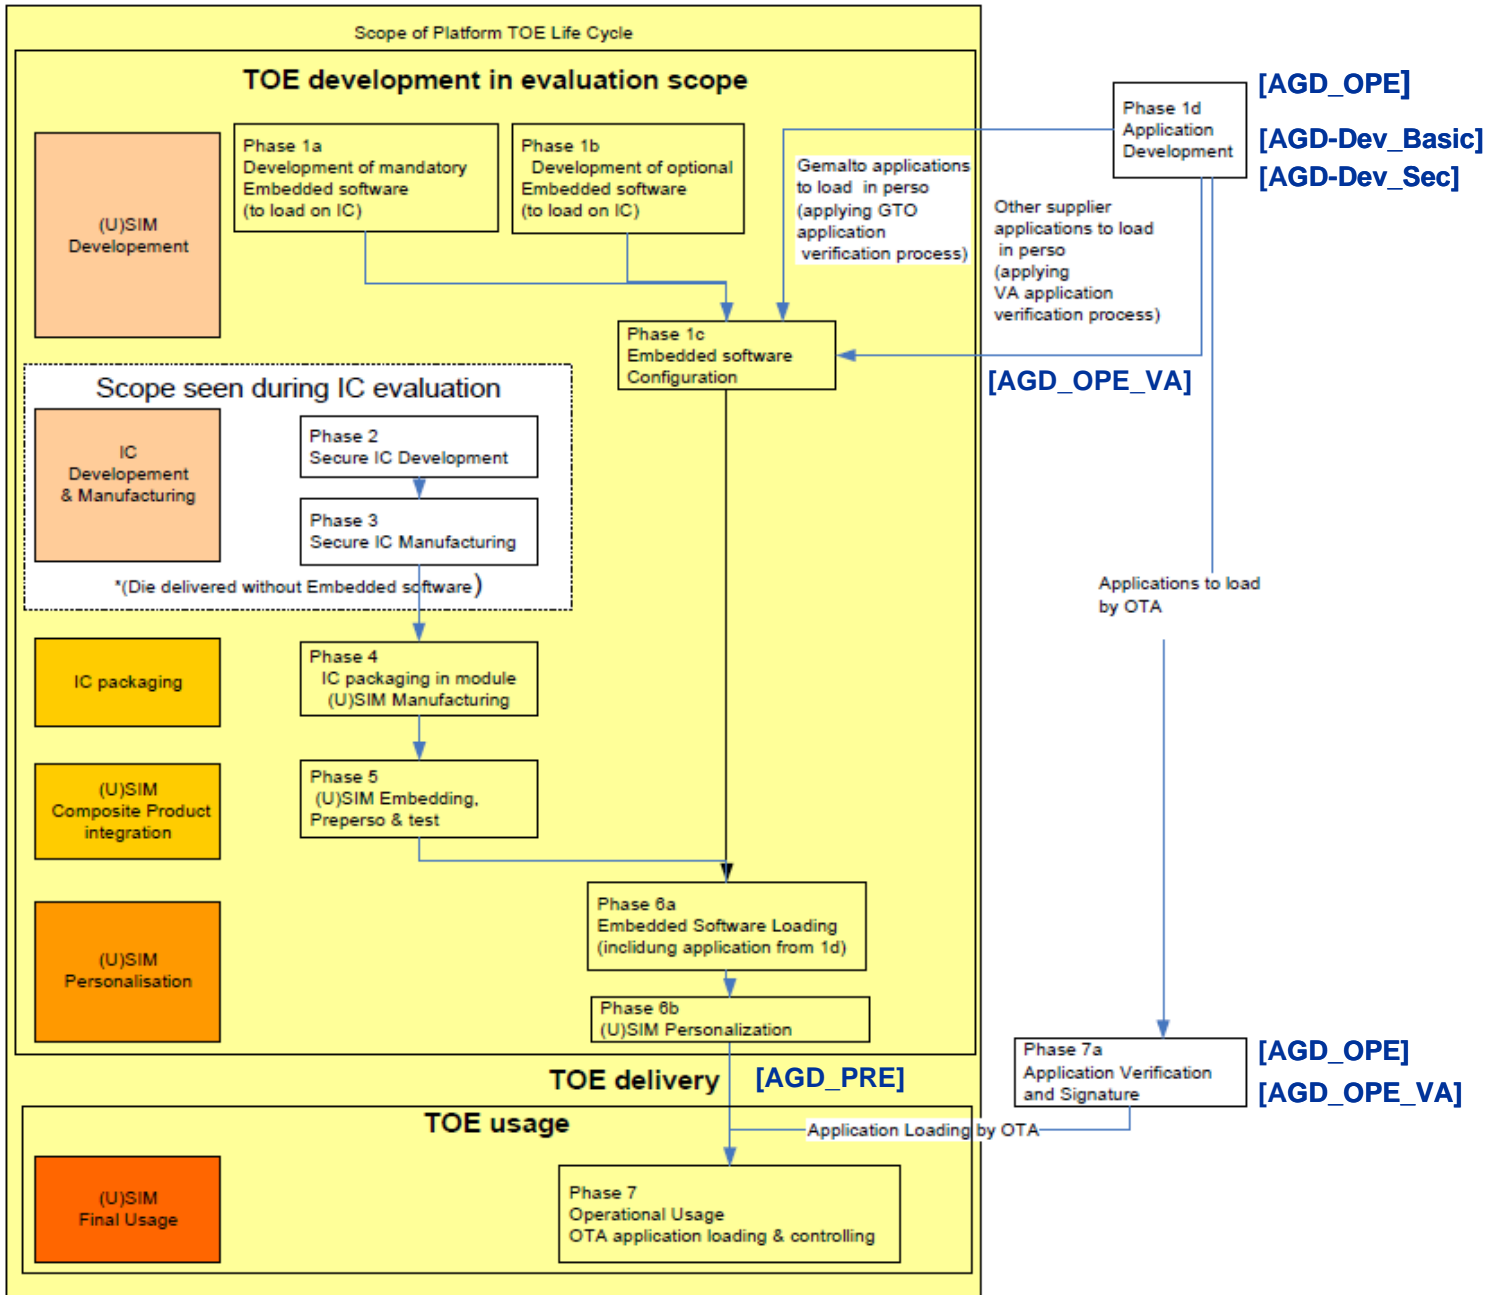 Scope of Platform TOE Life Cycle
TOE development in evaluation scope
(U)SIM
Developement
Phase 1a
Development of mandatory
Embedded software
(to load on IC)
Phase 1b
Development of optional
Embedded software
(to load on IC)
Gemalto applications
to load in perso
(applying GTO
application
verification process)
Phase 1d
Application
Development
[AGD_OPE]
[AGD-Dev_Basic]
[AGD-Dev_Sec]
Other supplier
applications to load
in perso
(applying
VA application
verification process)
Phase 1c
Embedded software
Configuration
[AGD_OPE_VA]
Scope seen during IC evaluation
IC
Developement
& Manufacturing
Phase 2
Secure IC Development
Phase 3
Secure IC Manufacturing
*(Die delivered without Embedded software)
Applications to load
by OTA
IC packaging
Phase 4
IC packaging in module
(U)SIM Manufacturing
(U)SIM
Composite Product
integration
Phase 5
(U)SIM Embedding,
Preperso & test
(U)SIM
Personalisation
Phase 6a
Embedded Software Loading
(inclidung application from 1d)
Phase 6b
(U)SIM Personalization
TOE delivery
[AGD_PRE]
Phase 7a
Application Verification
and Signature
[AGD_OPE]
[AGD_OPE_VA]
TOE usage
Application Loading by OTA
(U)SIM
Final Usage
Phase 7
Operational Usage
OTA application loading & controlling